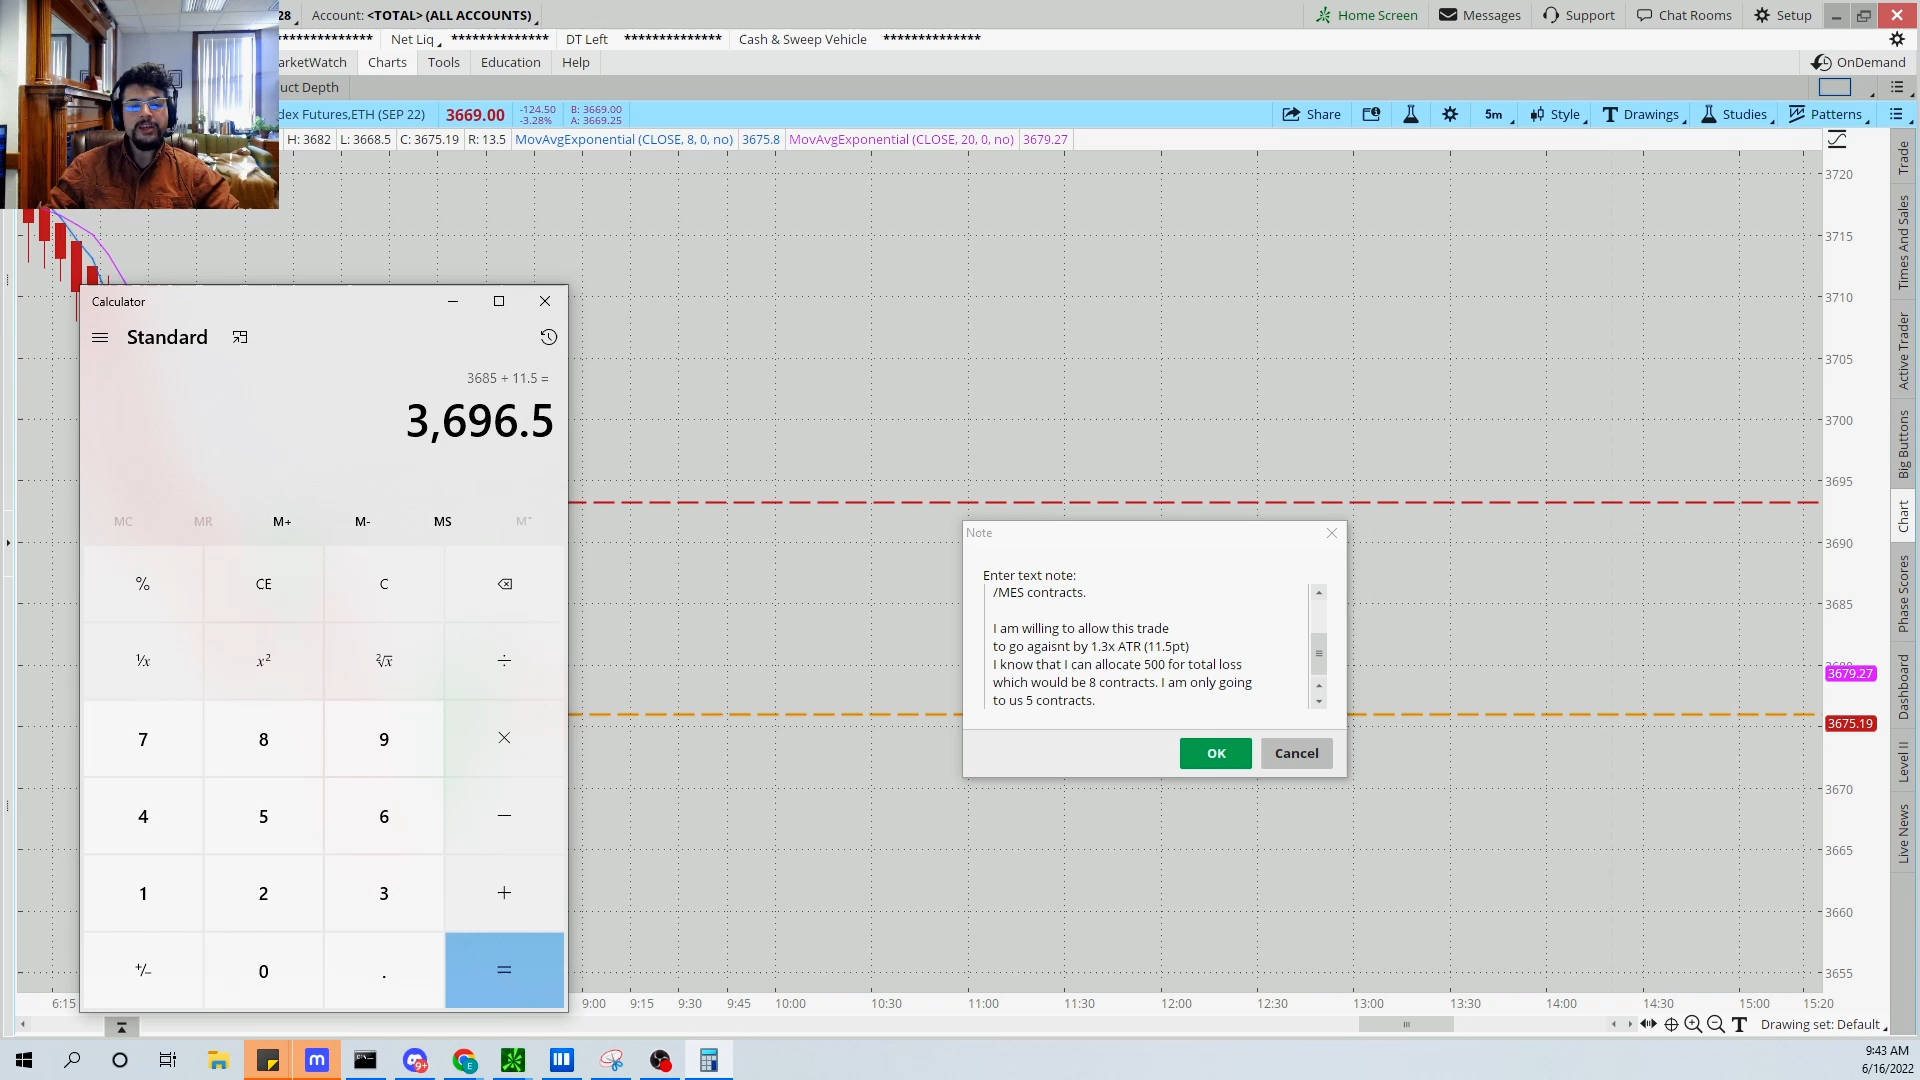 28 Account: <TOTAL> (ALL ACCOUNTS)
Home Screen Messages Support Chat Rooms Setup
************* Net Liq ************** DT Left ************** Cash & Sweep Vehicle **************
arketWatch Charts Tools Education Help OnDemand
uct Depth
dex Futures,ETH (SEP 22) 3669.00 -124.50 B: 3669.00
-3.28% A: 3669.25
Share 5m Style Drawings Studies Patterns
H: 3682 L: 3668.5 C: 3675.19 R: 13.5 MovAvgExponential (CLOSE, 8, 0, no) 3675.8 MovAvgExponential (CLOSE, 20, 0, no) 3679.27
3720
3715
3710
3705
3700
3695
3690
3685
3679.27
3675.19
3670
3665
3660
3655
Trade
Times And Sales
Active Trader
Big Buttons
Chart
Phase Scores
Dashboard
Level II
Live News
Calculator
Standard
3685 + 11.5 =
3,696.5
MC MR M+ M- MS M˅
% CE C
¹/x x² ²√x ÷
7 8 9 ×
4 5 6 −
1 2 3 +
+/− 0 . =
Note
Enter text note:
/MES contracts.
I am willing to allow this trade
to go agaisnt by 1.3x ATR (11.5pt)
I know that I can allocate 500 for total loss
which would be 8 contracts. I am only going
to us 5 contracts.
OK Cancel
6:15 9:00 9:15 9:30 9:45 10:00 10:30 11:00 11:30 12:00 12:30 13:00 13:30 14:00 14:30 15:00 15:20
Drawing set: Default
9+
9:43 AM
6/16/2022